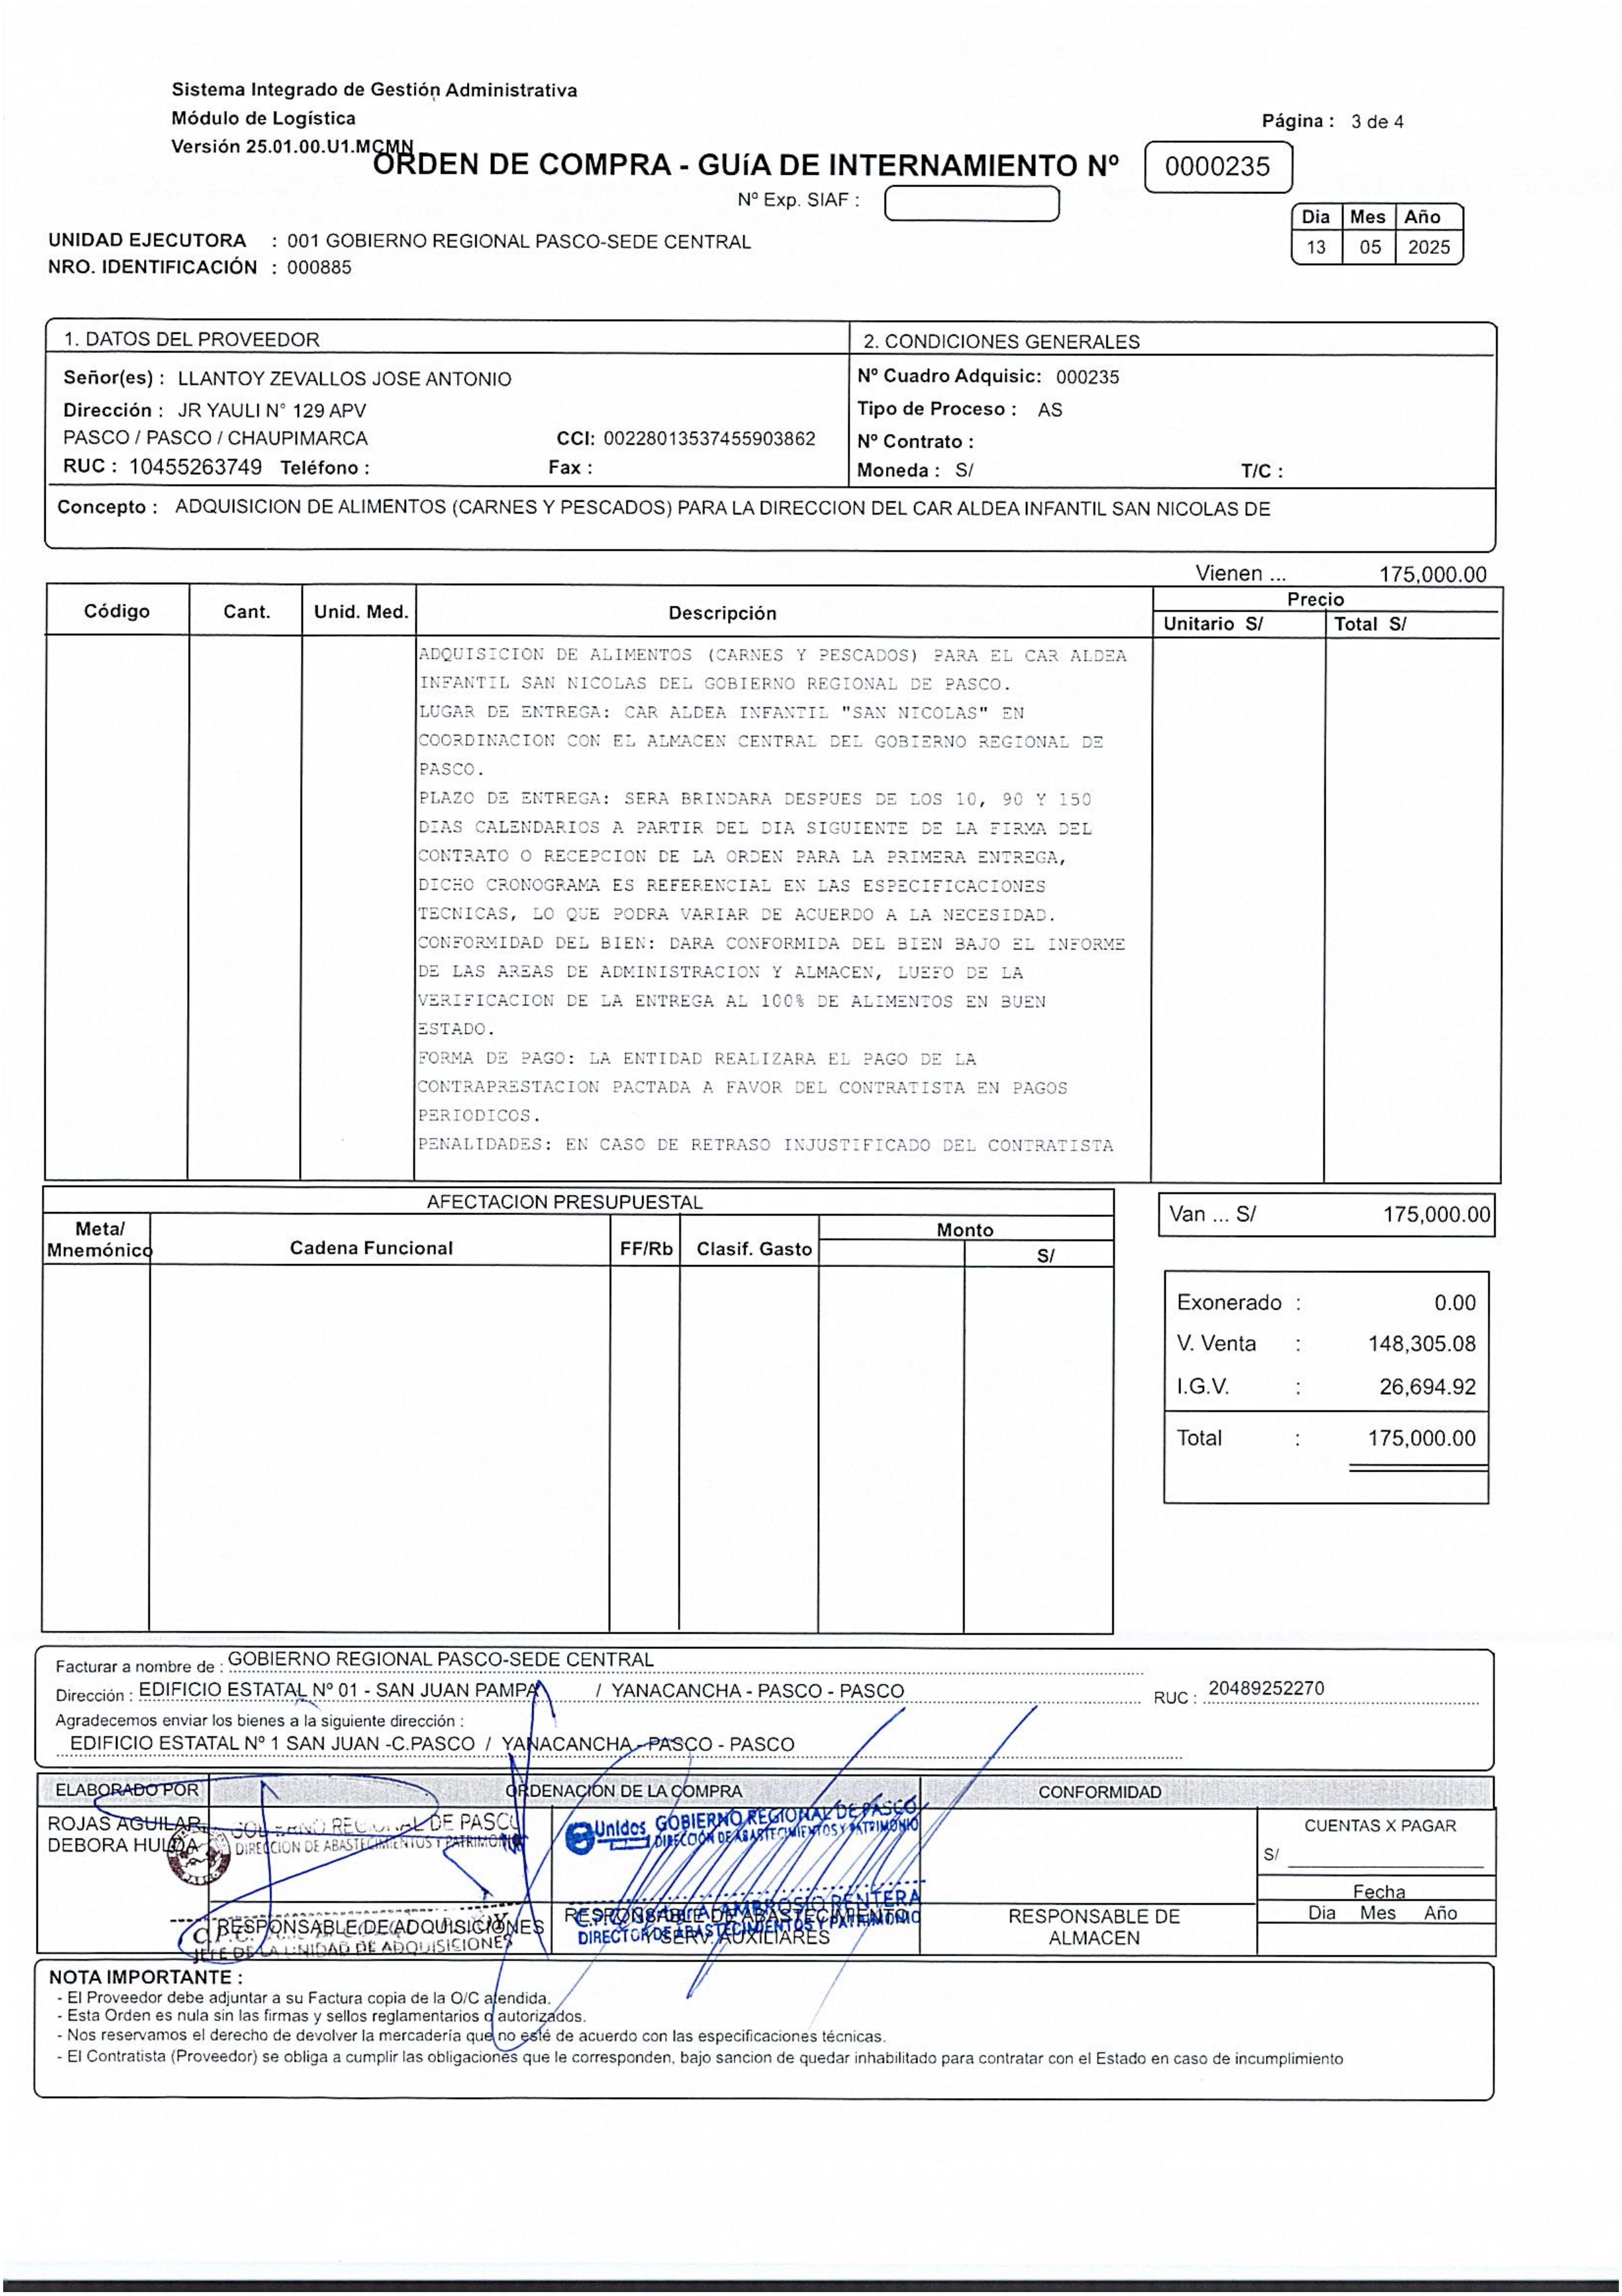 Sistema Integrado de Gestión Administrativa
Módulo de Logística
Versión 25.01.00.U1.MCMN
Página : 3 de 4
ORDEN DE COMPRA - GUíA DE INTERNAMIENTO Nº 0000235
Nº Exp. SIAF :
Dia Mes Año
13 05 2025
UNIDAD EJECUTORA : 001 GOBIERNO REGIONAL PASCO-SEDE CENTRAL
NRO. IDENTIFICACIÓN : 000885
1. DATOS DEL PROVEEDOR
Señor(es) : LLANTOY ZEVALLOS JOSE ANTONIO
Dirección : JR YAULI N° 129 APV
PASCO / PASCO / CHAUPIMARCA CCI: 00228013537455903862
RUC : 10455263749 Teléfono : Fax :
2. CONDICIONES GENERALES
Nº Cuadro Adquisic: 000235
Tipo de Proceso : AS
Nº Contrato :
Moneda : S/ T/C :
Concepto : ADQUISICION DE ALIMENTOS (CARNES Y PESCADOS) PARA LA DIRECCION DEL CAR ALDEA INFANTIL SAN NICOLAS DE
Vienen ... 175,000.00
Código Cant. Unid. Med. Descripción Precio
Unitario S/ Total S/
ADQUISICION DE ALIMENTOS (CARNES Y PESCADOS) PARA EL CAR ALDEA
INFANTIL SAN NICOLAS DEL GOBIERNO REGIONAL DE PASCO.
LUGAR DE ENTREGA: CAR ALDEA INFANTIL "SAN NICOLAS" EN
COORDINACION CON EL ALMACEN CENTRAL DEL GOBIERNO REGIONAL DE
PASCO.
PLAZO DE ENTREGA: SERA BRINDARA DESPUES DE LOS 10, 90 Y 150
DIAS CALENDARIOS A PARTIR DEL DIA SIGUIENTE DE LA FIRMA DEL
CONTRATO O RECEPCION DE LA ORDEN PARA LA PRIMERA ENTREGA,
DICHO CRONOGRAMA ES REFERENCIAL EN LAS ESPECIFICACIONES
TECNICAS, LO QUE PODRA VARIAR DE ACUERDO A LA NECESIDAD.
CONFORMIDAD DEL BIEN: DARA CONFORMIDA DEL BIEN BAJO EL INFORME
DE LAS AREAS DE ADMINISTRACION Y ALMACEN, LUEFO DE LA
VERIFICACION DE LA ENTREGA AL 100% DE ALIMENTOS EN BUEN
ESTADO.
FORMA DE PAGO: LA ENTIDAD REALIZARA EL PAGO DE LA
CONTRAPRESTACION PACTADA A FAVOR DEL CONTRATISTA EN PAGOS
PERIODICOS.
PENALIDADES: EN CASO DE RETRASO INJUSTIFICADO DEL CONTRATISTA
AFECTACION PRESUPUESTAL
Meta/ Mnemónico Cadena Funcional FF/Rb Clasif. Gasto Monto
S/
Van ... S/ 175,000.00
Exonerado : 0.00
V. Venta : 148,305.08
I.G.V. : 26,694.92
Total : 175,000.00
Facturar a nombre de : GOBIERNO REGIONAL PASCO-SEDE CENTRAL
Dirección : EDIFICIO ESTATAL Nº 01 - SAN JUAN PAMPA / YANACANCHA - PASCO - PASCO RUC : 20489252270
Agradecemos enviar los bienes a la siguiente dirección :
EDIFICIO ESTATAL Nº 1 SAN JUAN -C.PASCO / YANACANCHA - PASCO - PASCO
ELABORADO POR ORDENACIÓN DE LA COMPRA CONFORMIDAD
ROJAS AGUILAR
DEBORA HULDA
GOBIERNO REGIONAL DE PASCO
DIRECCION DE ABASTECIMIENTOS Y PATRIMONIO
RESPONSABLE DE ADQUISICIONES
C.P.C.
JEFE DE LA UNIDAD DE ADQUISICIONES
Unidos GOBIERNO REGIONAL DE PASCO
DIRECCIÓN DE ABASTECIMIENTOS Y PATRIMONIO
RESPONSABLE DE ABASTECIMIENTO
Y SERV. AUXILIARES
AMBROSIO RENTERA
DIRECTOR DE ABASTECIMIENTOS Y PATRIMONIO
RESPONSABLE DE
ALMACEN
CUENTAS X PAGAR
S/
Fecha
Dia Mes Año
NOTA IMPORTANTE :
- El Proveedor debe adjuntar a su Factura copia de la O/C atendida.
- Esta Orden es nula sin las firmas y sellos reglamentarios o autorizados.
- Nos reservamos el derecho de devolver la mercadería que no esté de acuerdo con las especificaciones técnicas.
- El Contratista (Proveedor) se obliga a cumplir las obligaciones que le corresponden, bajo sancion de quedar inhabilitado para contratar con el Estado en caso de incumplimiento